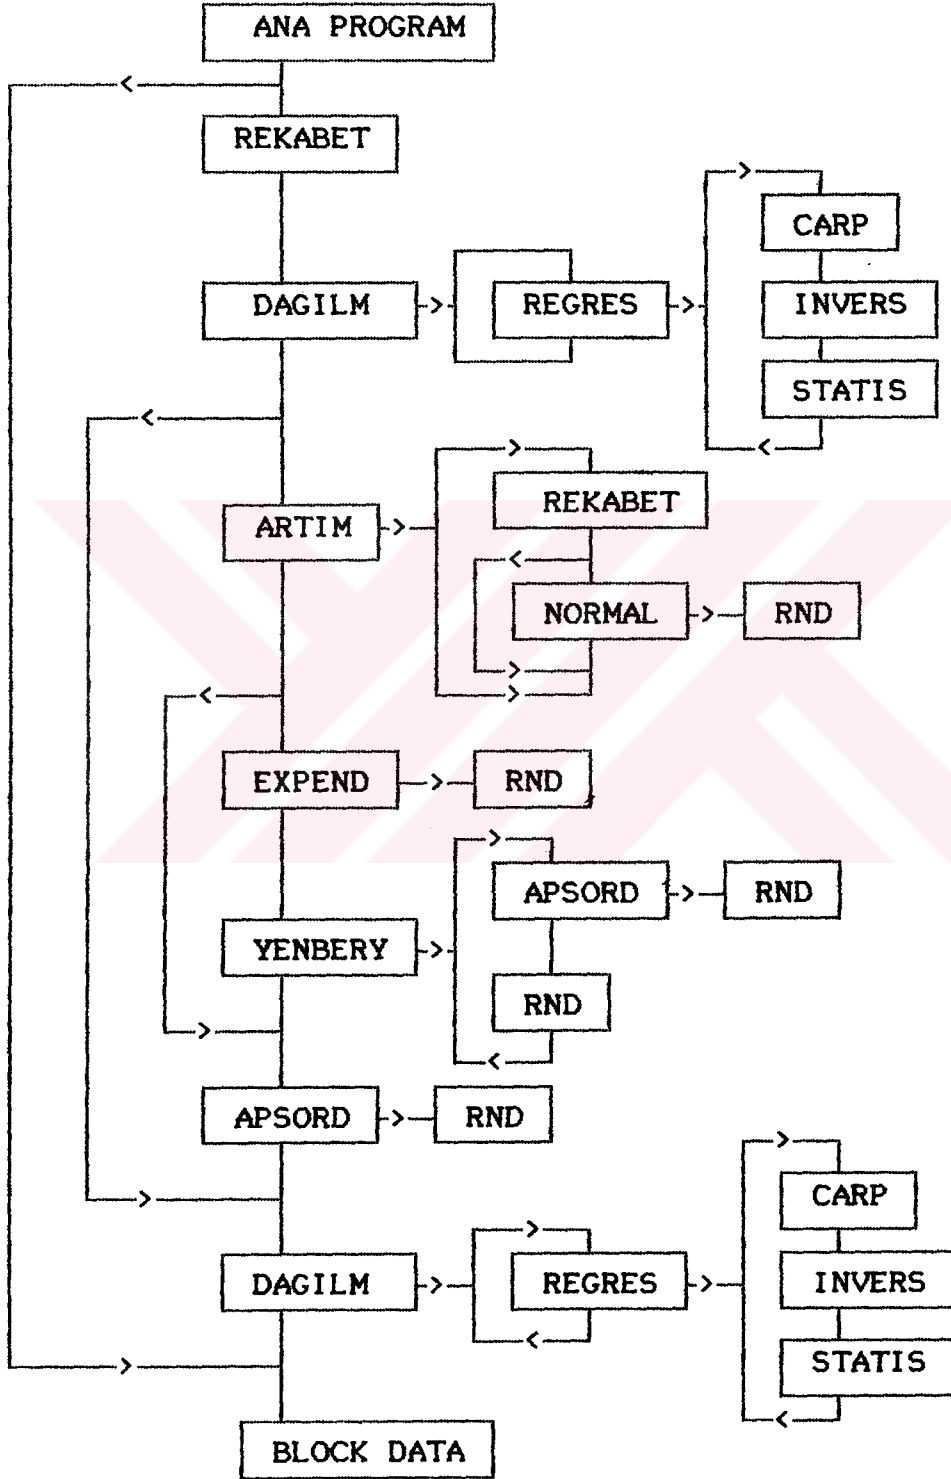 ANA PROGRAM
REKABET
CARP
DAGILM
REGRES
INVERS
STATIS
REKABET
ARTIM
NORMAL
RND
EXPEND
RND
APSORD
RND
YENBERY
RND
APSORD
RND
CARP
DAGILM
REGRES
INVERS
STATIS
BLOCK DATA